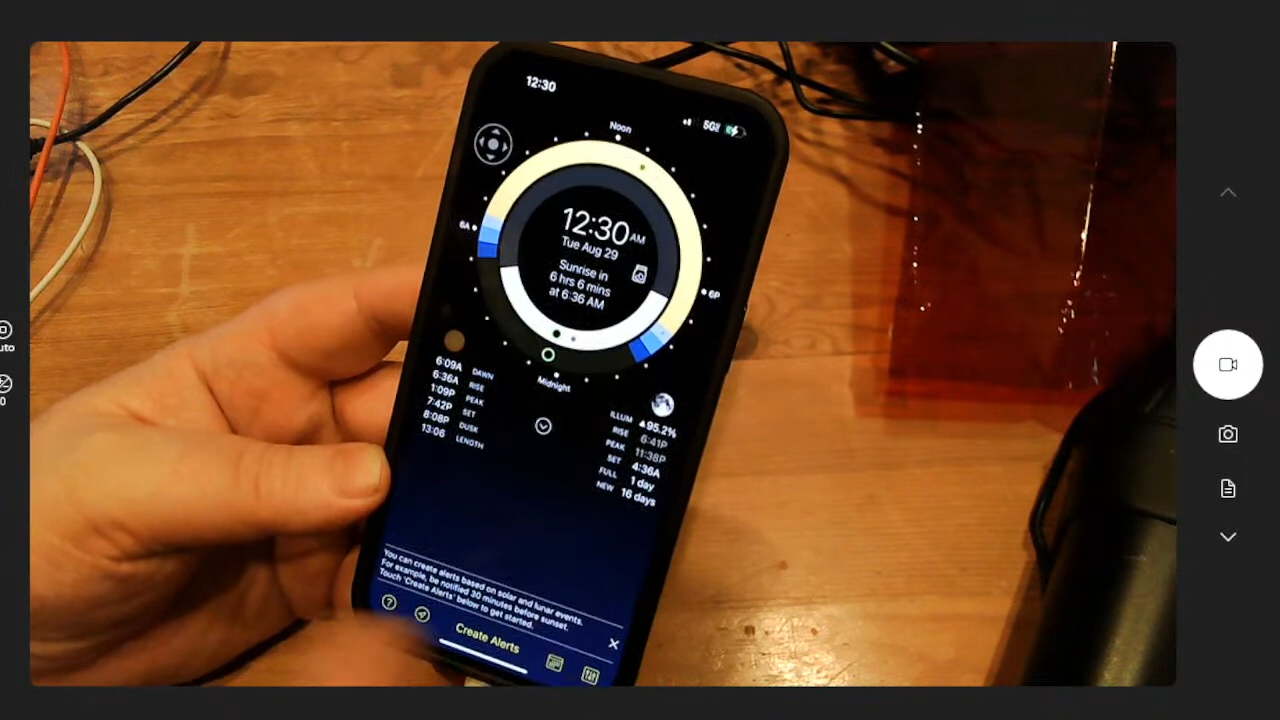 12:30
5G
Noon
12:30 AM
Tue Aug 29
Sunrise in
6 hrs 6 mins
at 6:36 AM
6A
6P
Midnight
6:09A DAWN
6:36A RISE
1:09P PEAK
7:42P SET
8:08P DUSK
13:06 LENGTH
ILLUM 95.2%
RISE 6:41P
PEAK 11:38P
SET 4:36A
FULL 1 day
NEW 16 days
You can create alerts based on solar and lunar events.
For example, be notified 30 minutes before sunset.
Touch 'Create Alerts' below to get started.
?
Create Alerts
uto
0